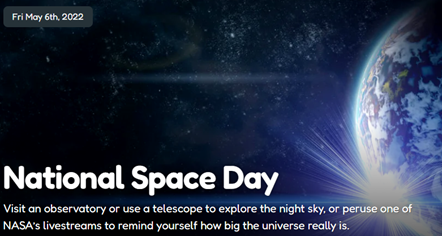 Fri May 6th, 2022
National Space Day
Visit an observatory or use a telescope to explore the night sky, or peruse one of
NASA's livestreams to remind yourself how big the universe really is.